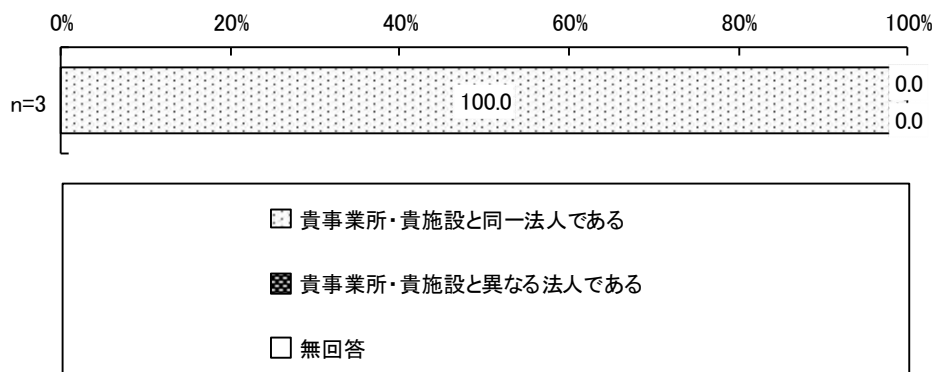 0% 20% 40% 60% 80% 100%
n=3 100.0 0.0
0.0
貴事業所・貴施設と同一法人である
貴事業所・貴施設と異なる法人である
無回答